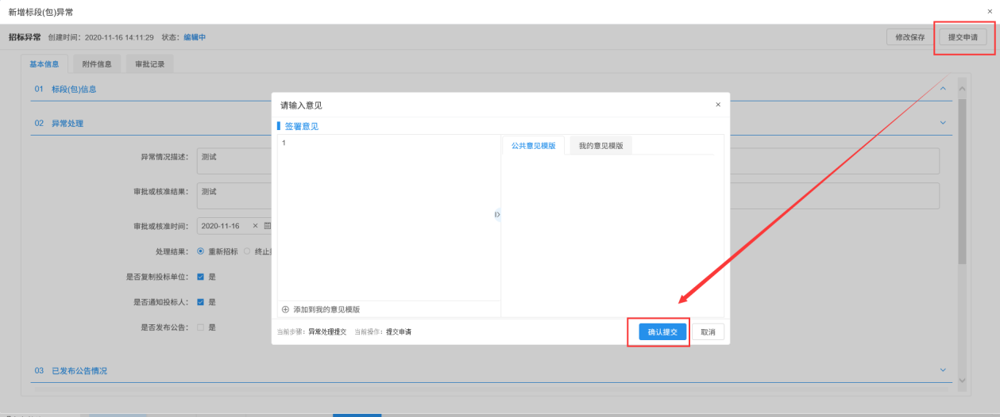 新增标段(包)异常 ×
招标异常 创建时间：2020-11-16 14:11:29 状态：编辑中 修改保存 提交申请
基本信息 附件信息 审批记录
01 标段(包)信息
请输入意见 ×
02 异常处理
签署意见
1
公共意见模版 我的意见模版
异常情况描述： 测试
审批或核准结果： 测试
审批或核准时间： 2020-11-16 ×
处理结果： 重新招标 终止
是否复制投标单位： 是
是否通知投标人： 是
添加到我的意见模版
是否发布公告： 是
当前步骤：异常处理提交 当前操作：提交申请 确认提交 取消
03 已发布公告情况